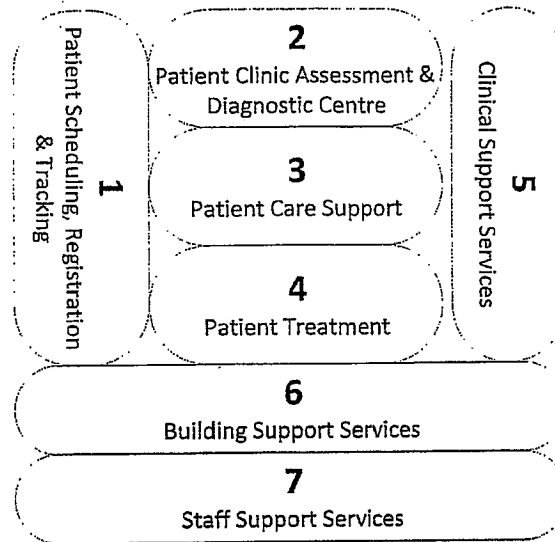 1
Patient Scheduling, Registration
& Tracking
2
Patient Clinic Assessment &
Diagnostic Centre
3
Patient Care Support
4
Patient Treatment
5
Clinical Support Services
6
Building Support Services
7
Staff Support Services